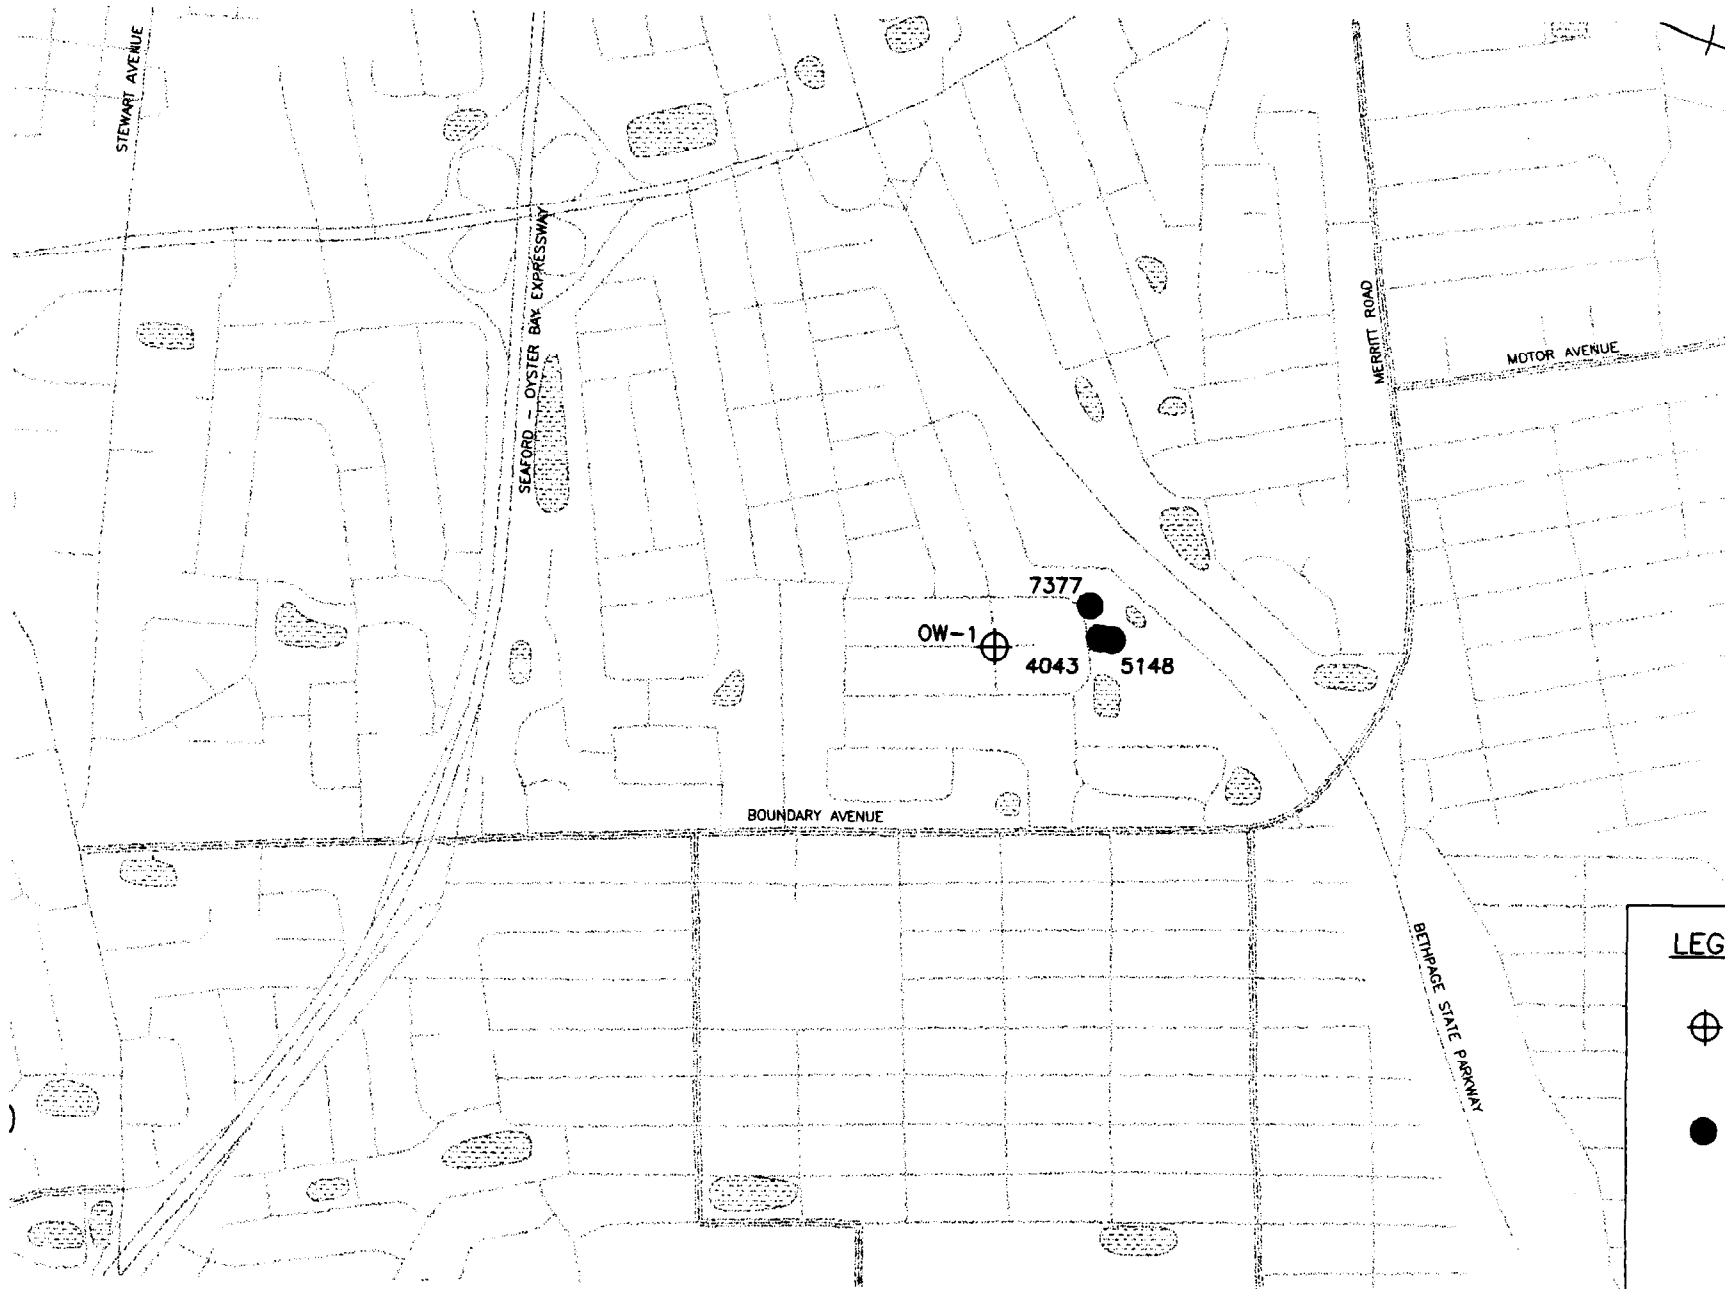 STEWART AVENUE
SEAFORD - OYSTER BAY EXPRESSWAY
MERRITT ROAD
MOTOR AVENUE
7377
OW-1
4043
5148
BOUNDARY AVENUE
BETHPAGE STATE PARKWAY
LEG
)